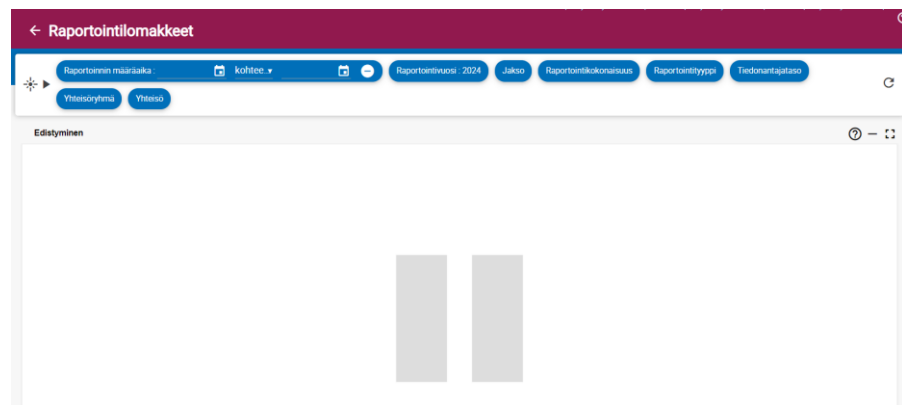 Raportointilomakkeet
Raportoinnin määräaika : kohtee.. Raportointivuosi : 2024 Jakso Raportointikokonaisuus Raportointityyppi Tiedonantajataso
Yhteisöryhmä Yhteisö
Edistyminen